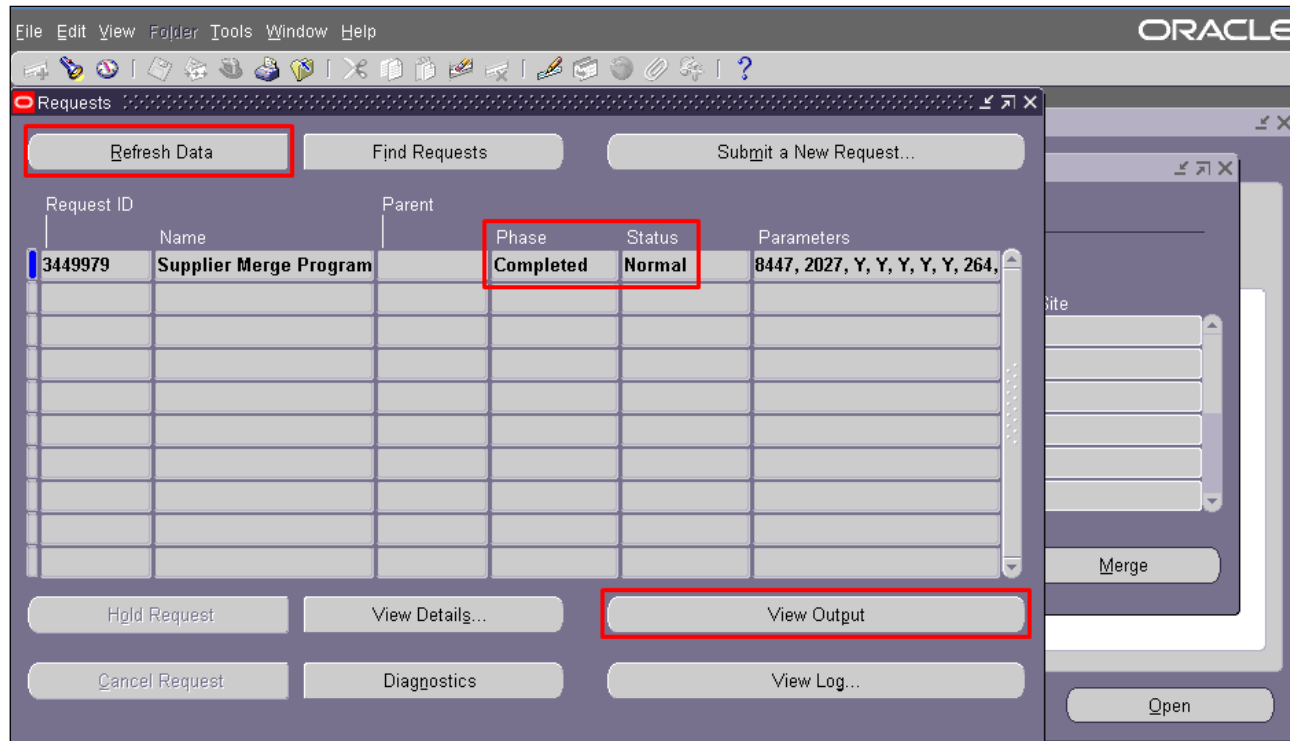 File Edit View Folder Tools Window Help
ORACLE
Requests
Refresh Data
Find Requests
Submit a New Request...
Request ID
Parent
Name
Phase
Status
Parameters
3449979
Supplier Merge Program
Completed
Normal
8447, 2027, Y, Y, Y, Y, Y, 264,
Site
Merge
Hold Request
View Details...
View Output
Cancel Request
Diagnostics
View Log...
Open